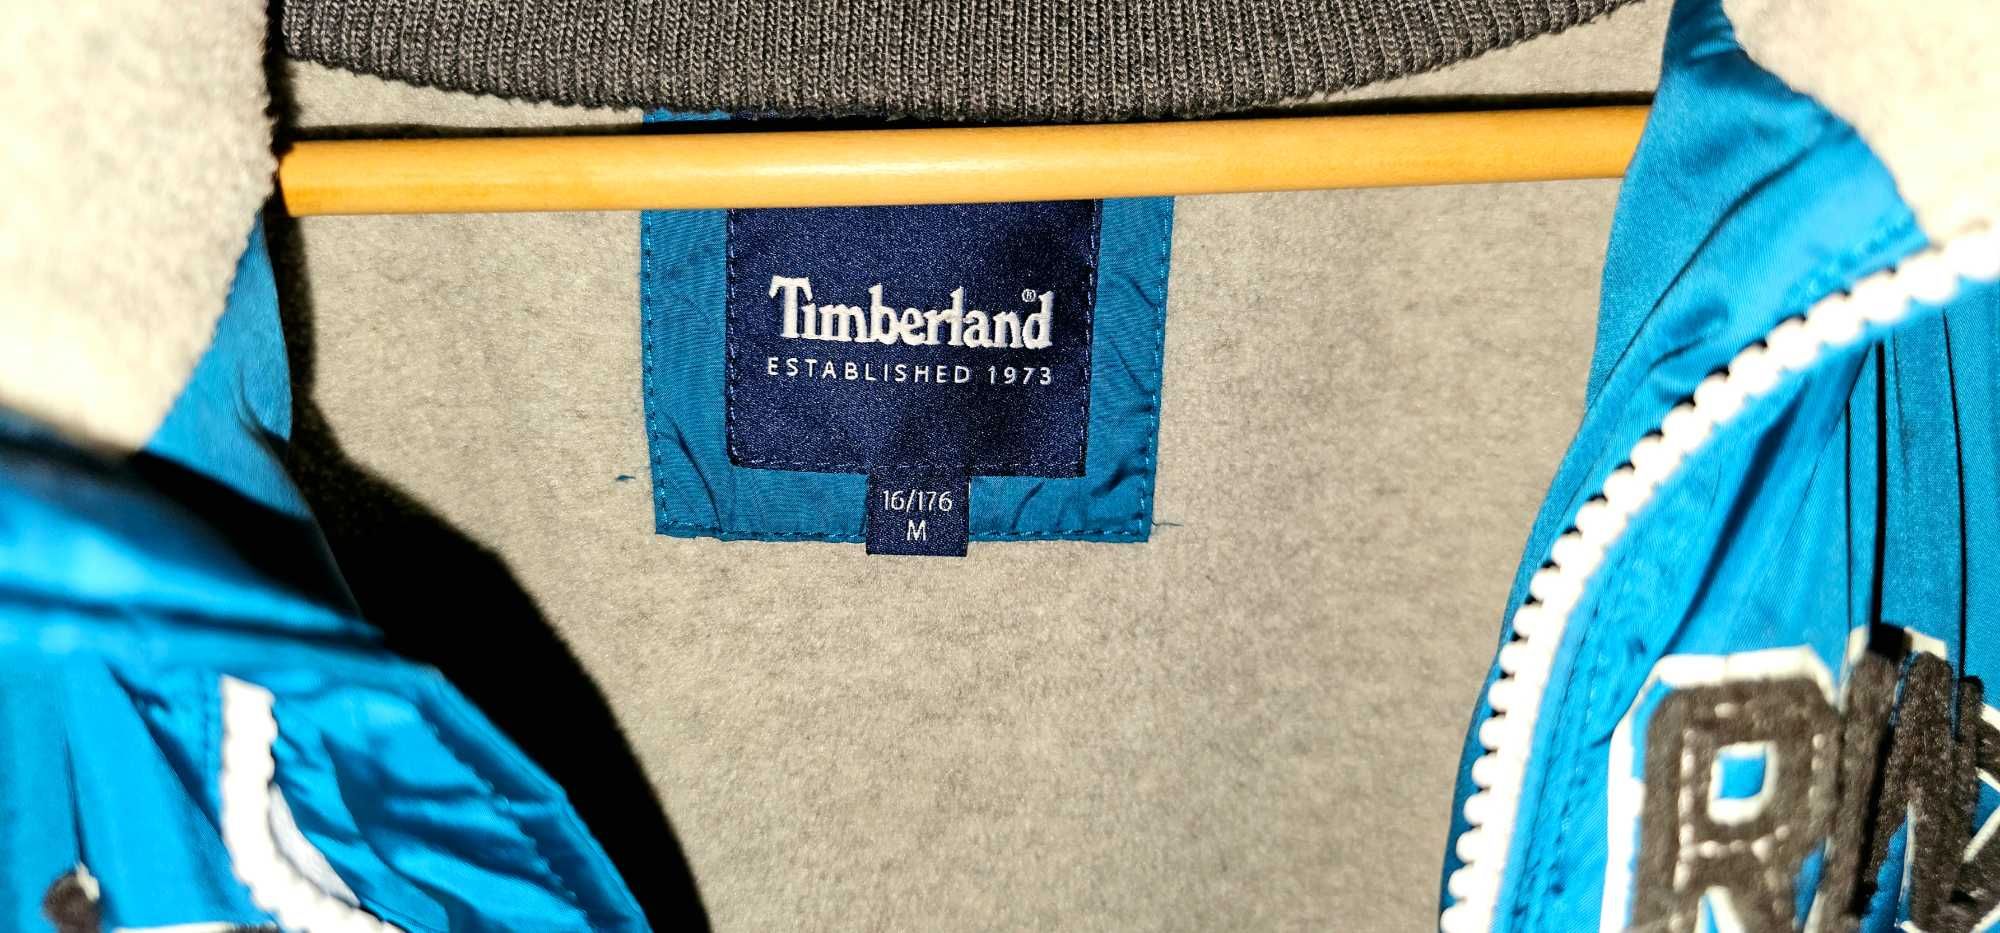 Timberland®
ESTABLISHED 1973
16/176
M
R